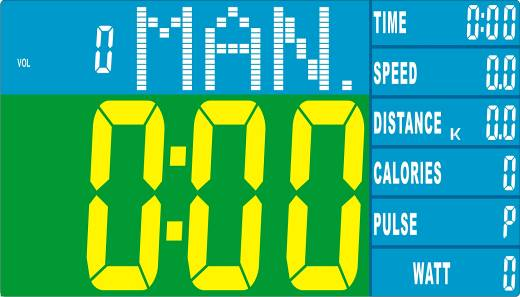 VOL 0 MAN.
0:00
TIME 0:00
SPEED 0.0
DISTANCE K 0.0
CALORIES 0
PULSE P
WATT 0